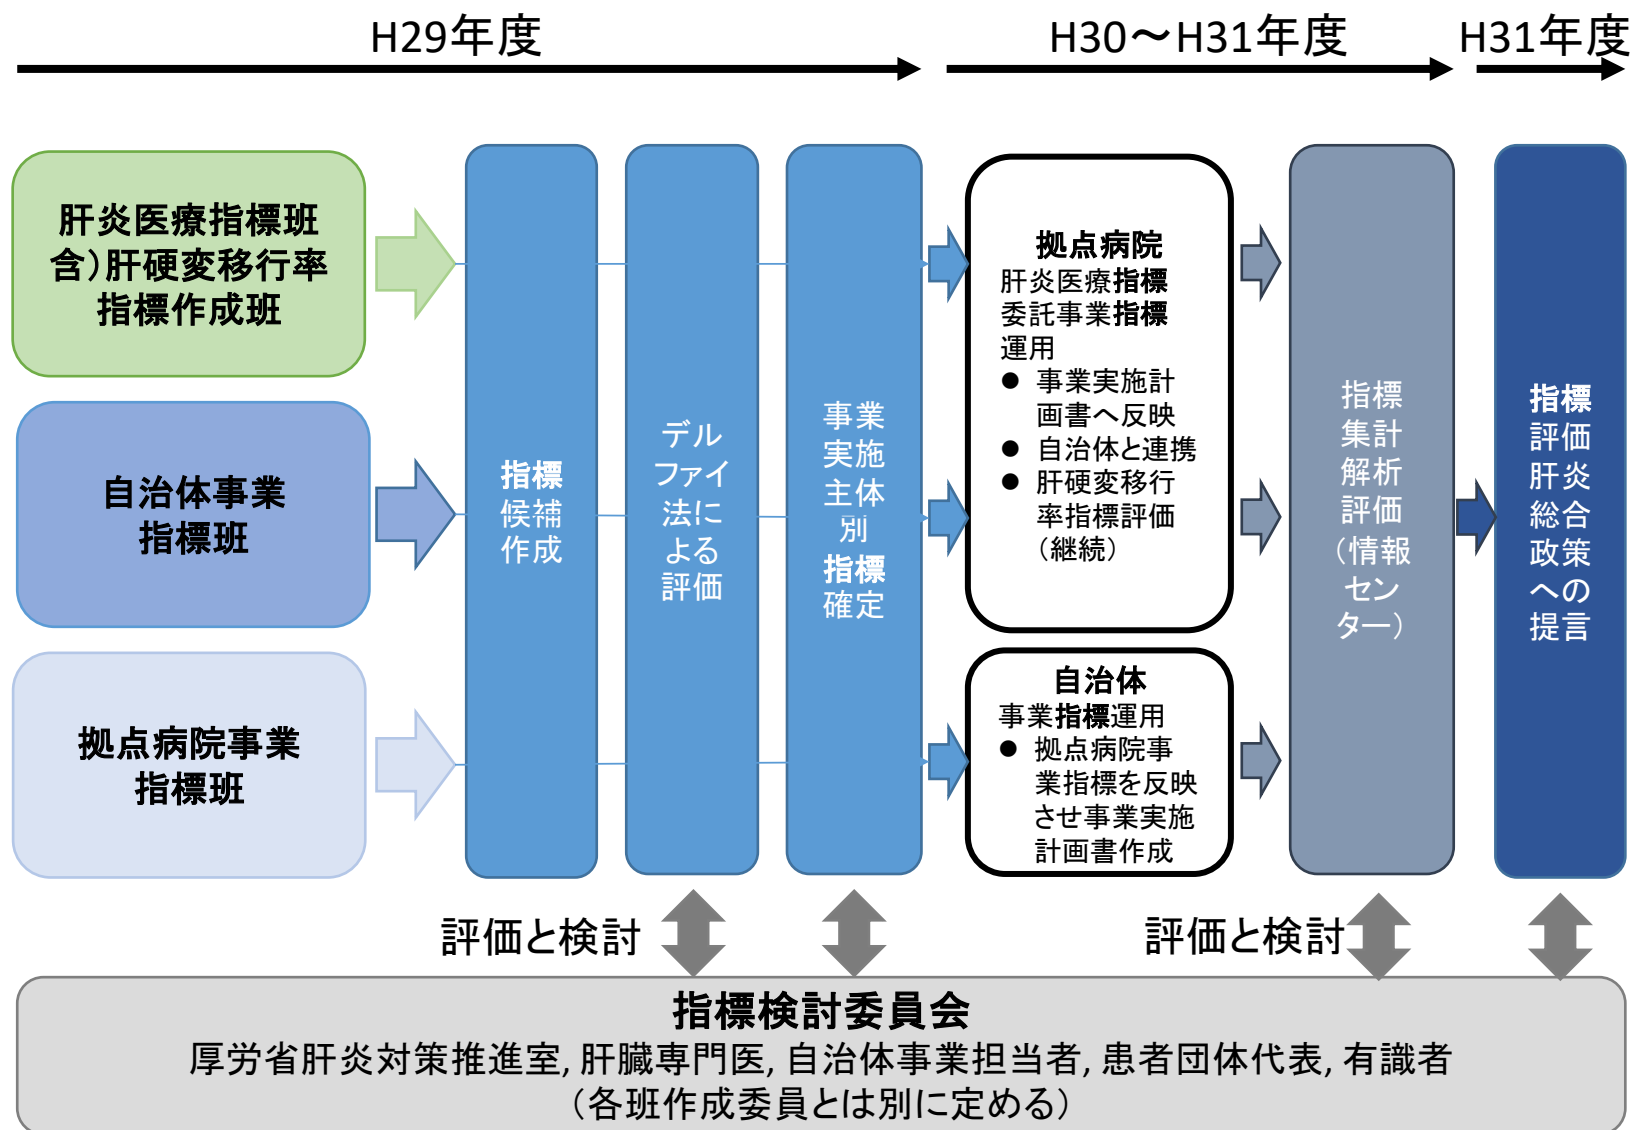 H29年度
H30～H31年度
H31年度
肝炎医療指標班
含）肝硬変移行率
指標作成班
自治体事業
指標班
拠点病院事業
指標班
指標
候補
作成
デル
ファイ
法に
よる
評価
事業
実施
主体
別
指標
確定
拠点病院
肝炎医療指標
委託事業指標
運用
● 事業実施計
画書へ反映
● 自治体と連携
● 肝硬変移行
率指標評価
（継続）
自治体
事業指標運用
● 拠点病院事
業指標を反映
させ事業実施
計画書作成
指標
集計
解析
評価
（情報
セン
ター）
指標
評価
肝炎
総合
政策
への
提言
評価と検討
評価と検討
指標検討委員会
厚労省肝炎対策推進室, 肝臓専門医, 自治体事業担当者, 患者団体代表, 有識者
（各班作成委員とは別に定める）